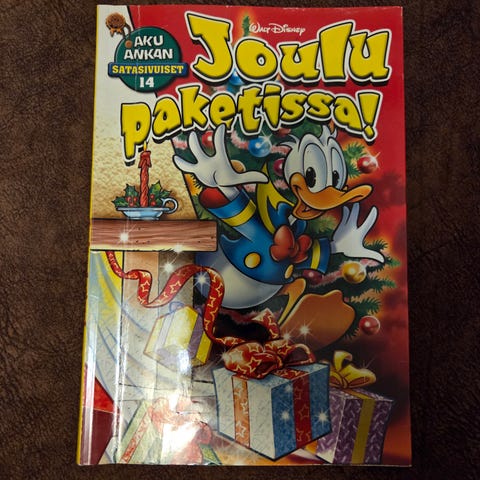 WALT DISNEY
AKU
ANKAN
SATASIVUISET
14
Joulu
paketissa!